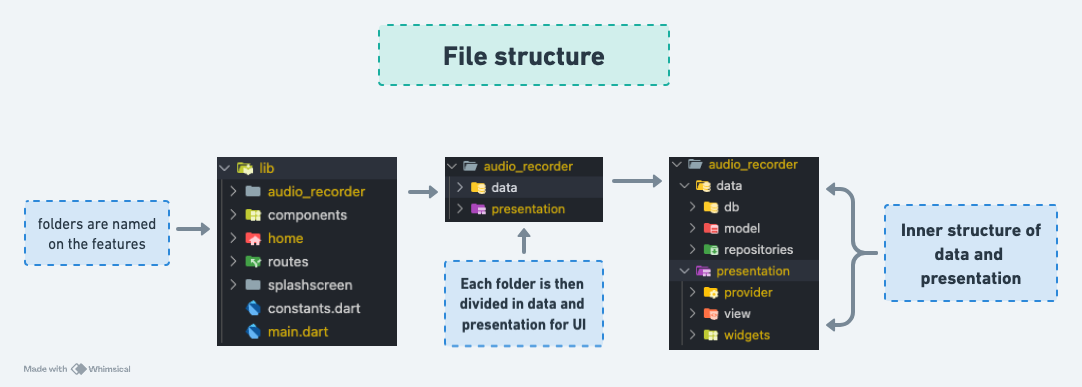 File structure
folders are named
on the features
lib
audio_recorder
components
home
routes
splashscreen
constants.dart
main.dart
audio_recorder
data
presentation
Each folder is then
divided in data and
presentation for UI
audio_recorder
data
db
model
repositories
presentation
provider
view
widgets
Inner structure of
data and
presentation
Made with Whimsical